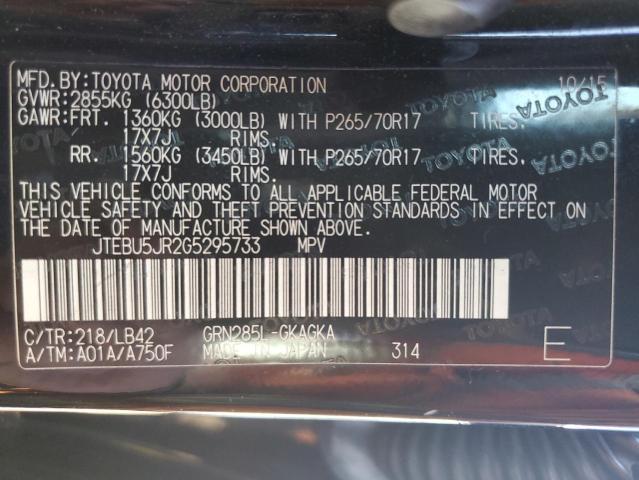 MFD.BY:TOYOTA MOTOR CORPORATION 10/15
GVWR:2855KG (6300LB)
GAWR:FRT. 1360KG (3000LB) WITH P265/70R17 TIRES.
17X7J RIMS.
RR. 1560KG (3450LB) WITH P265/70R17 TIRES.
17X7J RIMS.
THIS VEHICLE CONFORMS TO ALL APPLICABLE FEDERAL MOTOR
VEHICLE SAFETY AND THEFT PREVENTION STANDARDS IN EFFECT ON
THE DATE OF MANUFACTURE SHOWN ABOVE.
JTEBU5JR2G5295733 MPV
C/TR:218/LB42 GRN285L-GKAGKA
A/TM:A01A/A750F MADE IN JAPAN 314 E